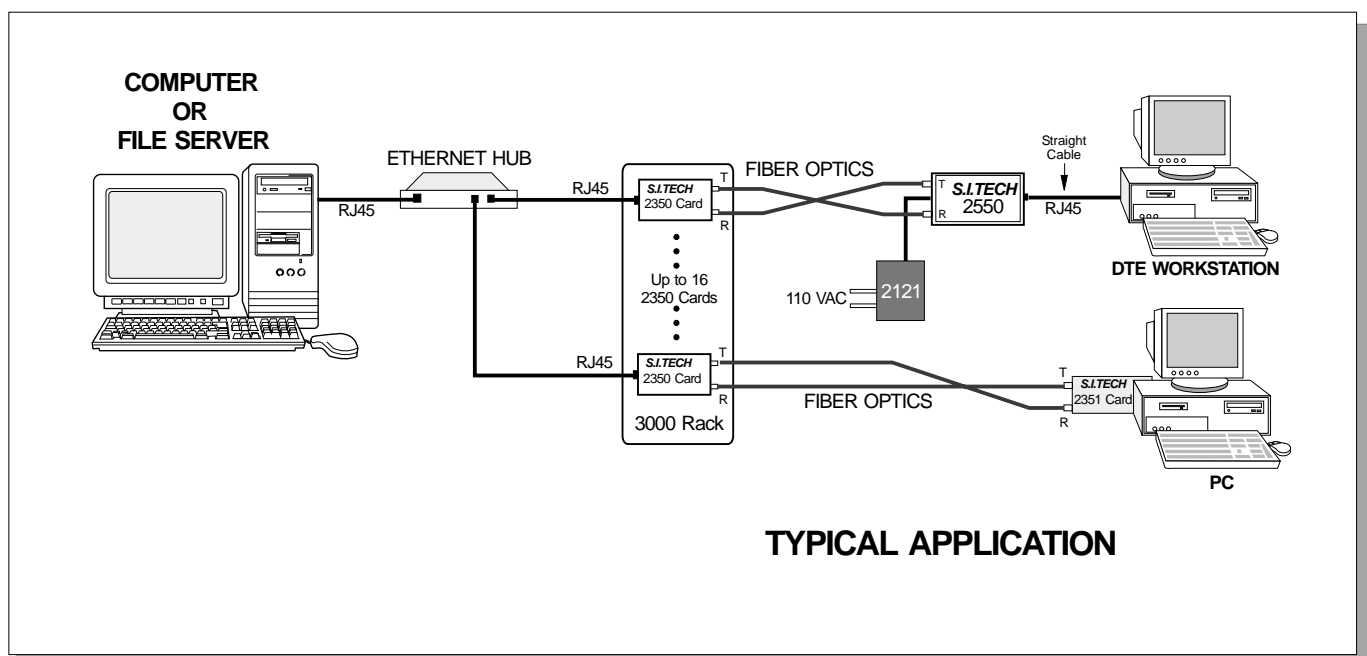 COMPUTER
OR
FILE SERVER
ETHERNET HUB
RJ45
RJ45
RJ45
S.I.TECH
2350 Card
T
R
Up to 16
2350 Cards
S.I.TECH
2350 Card
T
R
3000 Rack
FIBER OPTICS
T
R
S.I.TECH
2550
Straight
Cable
RJ45
DTE WORKSTATION
110 VAC
2121
FIBER OPTICS
T
R
S.I.TECH
2351 Card
PC
TYPICAL APPLICATION